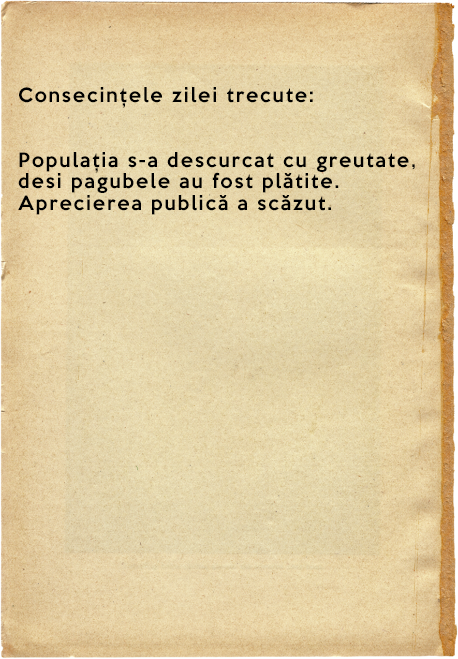 Consecințele zilei trecute:
Populația s-a descurcat cu greutate,
desi pagubele au fost plătite.
Aprecierea publică a scăzut.